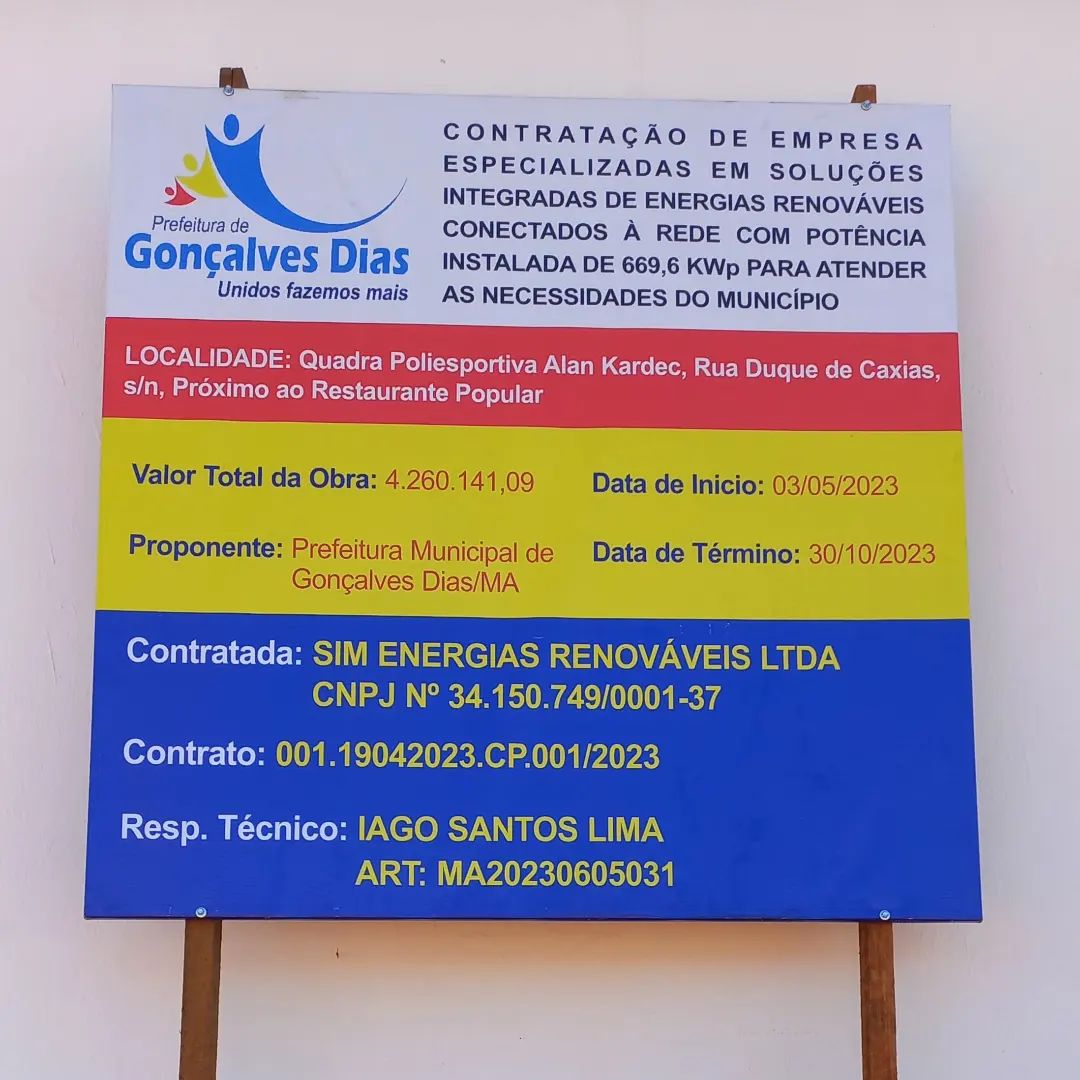 Prefeitura de
Gonçalves Dias
Unidos fazemos mais
CONTRATAÇÃO DE EMPRESA
ESPECIALIZADAS EM SOLUÇÕES
INTEGRADAS DE ENERGIAS RENOVÁVEIS
CONECTADOS À REDE COM POTÊNCIA
INSTALADA DE 669,6 KWp PARA ATENDER
AS NECESSIDADES DO MUNICÍPIO
LOCALIDADE: Quadra Poliesportiva Alan Kardec, Rua Duque de Caxias,
s/n, Próximo ao Restaurante Popular
Valor Total da Obra: 4.260.141,09
Data de Inicio: 03/05/2023
Proponente: Prefeitura Municipal de
Gonçalves Dias/MA
Data de Término: 30/10/2023
Contratada: SIM ENERGIAS RENOVÁVEIS LTDA
CNPJ Nº 34.150.749/0001-37
Contrato: 001.19042023.CP.001/2023
Resp. Técnico: IAGO SANTOS LIMA
ART: MA20230605031